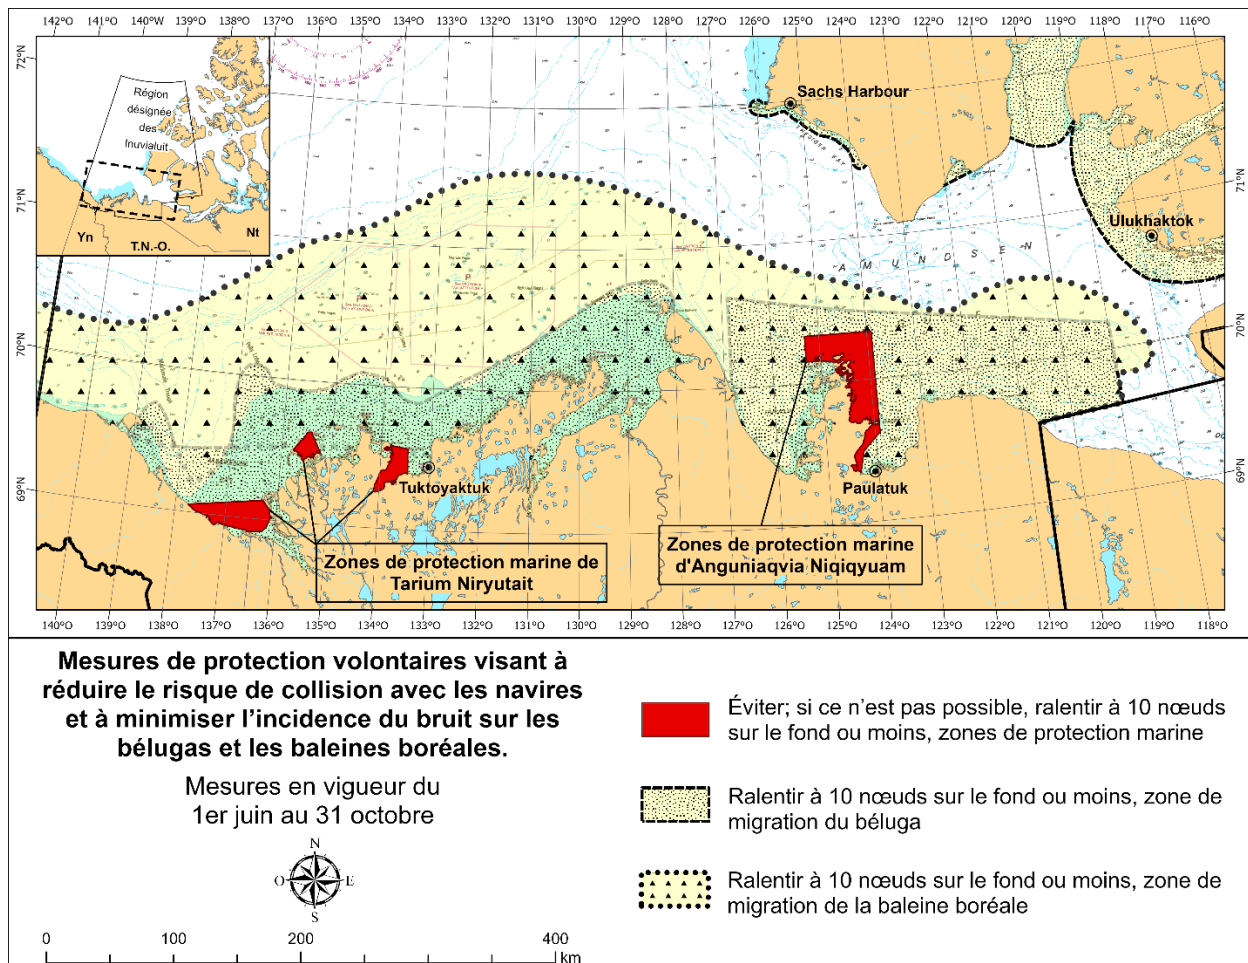 142°O 141°O 140°O 139°O 138°O 137°O 136°O 135°O 134°O 133°O 132°O 131°O 130°O 129°O 128°O 127°O 126°O 125°O 124°O 123°O 122°O 121°O 120°O 119°O 118°O 117°O 116°O
72°N
71°N
70°N
69°N
Région
désignée
des
Inuvialuit
Yn
T.N.-O.
Nt
Sachs Harbour
Ulukhaktok
AMUNDSEN
71°N
70°N
69°N
Tuktoyaktuk
Paulatuk
Zones de protection marine de
Tarium Niryutait
Zones de protection marine
d'Anguniaqvia Niqiqyuam
140°O 139°O 138°O 137°O 136°O 135°O 134°O 133°O 132°O 131°O 130°O 129°O 128°O 127°O 126°O 125°O 124°O 123°O 122°O 121°O 120°O 119°O 118°O
Mesures de protection volontaires visant à
réduire le risque de collision avec les navires
et à minimiser l’incidence du bruit sur les
bélugas et les baleines boréales.
Mesures en vigueur du
1er juin au 31 octobre
N
O E
S
0 100 200 400
km
Éviter; si ce n’est pas possible, ralentir à 10 nœuds
sur le fond ou moins, zones de protection marine
Ralentir à 10 nœuds sur le fond ou moins, zone de
migration du béluga
Ralentir à 10 nœuds sur le fond ou moins, zone de
migration de la baleine boréale